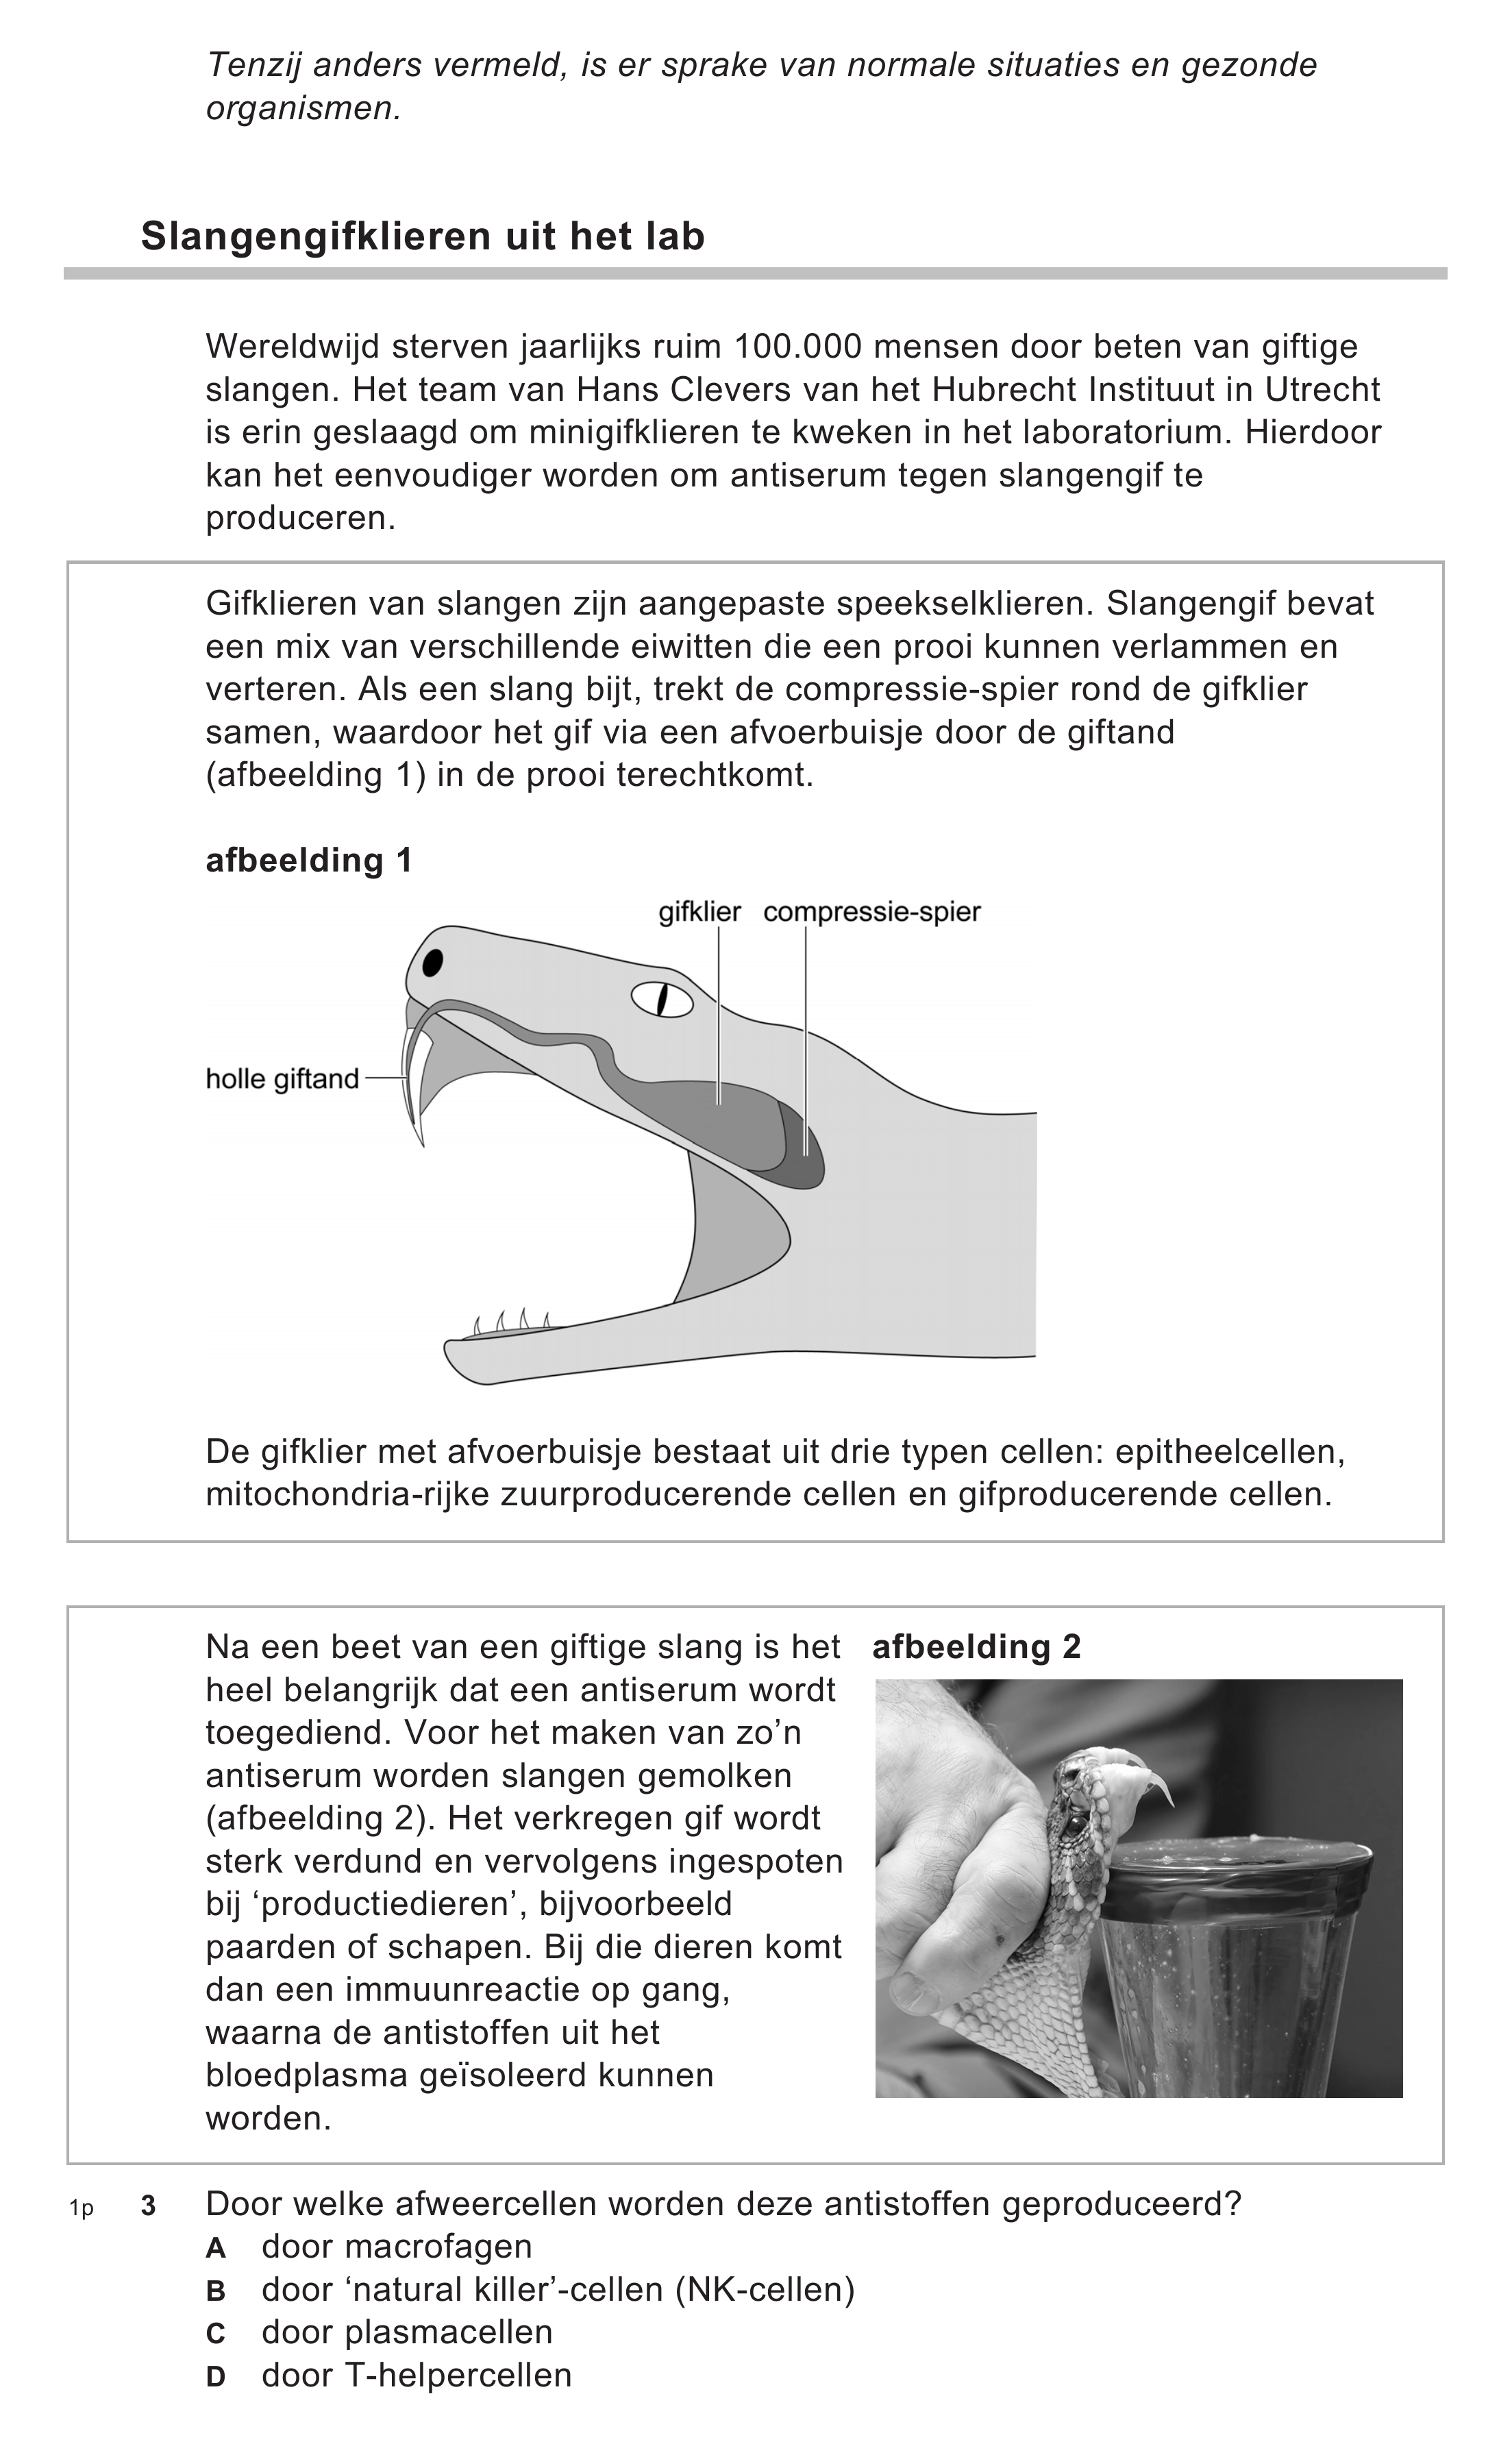 Tenzij anders vermeld, is er sprake van normale situaties en gezonde
organismen.
Slangengifklieren uit het lab
Wereldwijd sterven jaarlijks ruim 100.000 mensen door beten van giftige
slangen. Het team van Hans Clevers van het Hubrecht Instituut in Utrecht
is erin geslaagd om minigifklieren te kweken in het laboratorium. Hierdoor
kan het eenvoudiger worden om antiserum tegen slangengif te
produceren.
Gifklieren van slangen zijn aangepaste speekselklieren. Slangengif bevat
een mix van verschillende eiwitten die een prooi kunnen verlammen en
verteren. Als een slang bijt, trekt de compressie-spier rond de gifklier
samen, waardoor het gif via een afvoerbuisje door de giftand
(afbeelding 1) in de prooi terechtkomt.
afbeelding 1
gifklier compressie-spier
holle giftand
De gifklier met afvoerbuisje bestaat uit drie typen cellen: epitheelcellen,
mitochondria-rijke zuurproducerende cellen en gifproducerende cellen.
Na een beet van een giftige slang is het
heel belangrijk dat een antiserum wordt
toegediend. Voor het maken van zo’n
antiserum worden slangen gemolken
(afbeelding 2). Het verkregen gif wordt
sterk verdund en vervolgens ingespoten
bij ‘productiedieren’, bijvoorbeeld
paarden of schapen. Bij die dieren komt
dan een immuunreactie op gang,
waarna de antistoffen uit het
bloedplasma geïsoleerd kunnen
worden.
afbeelding 2
1p 3 Door welke afweercellen worden deze antistoffen geproduceerd?
A door macrofagen
B door ‘natural killer’-cellen (NK-cellen)
C door plasmacellen
D door T-helpercellen